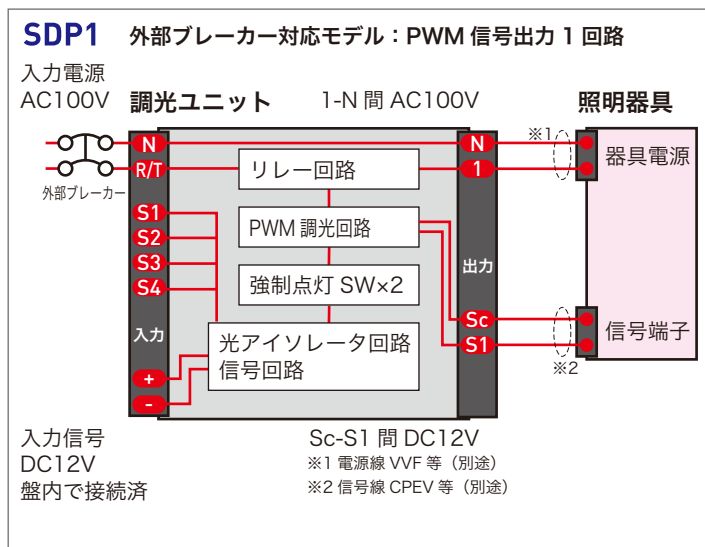 SDP1 外部ブレーカー対応モデル：PWM 信号出力 1 回路
入力電源
AC100V
調光ユニット
1-N 間 AC100V
照明器具
外部ブレーカー
N
R/T
S1
S2
S3
S4
入力
+
-
リレー回路
PWM 調光回路
強制点灯 SW×2
光アイソレータ回路
信号回路
N
1
出力
Sc
S1
※1
器具電源
信号端子
※2
入力信号
DC12V
盤内で接続済
Sc-S1 間 DC12V
※1 電源線 VVF 等（別途）
※2 信号線 CPEV 等（別途）